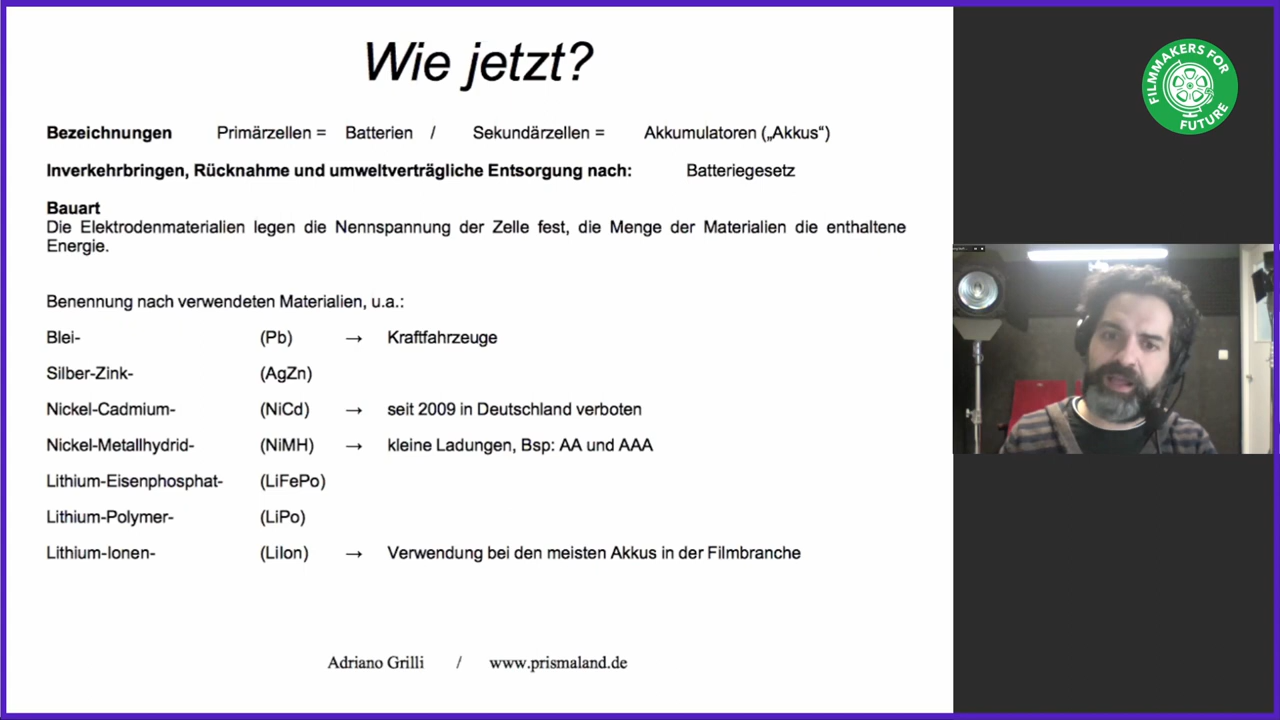 Wie jetzt?
Bezeichnungen Primärzellen = Batterien / Sekundärzellen = Akkumulatoren („Akkus“)
Inverkehrbringen, Rücknahme und umweltverträgliche Entsorgung nach: Batteriegesetz
Bauart
Die Elektrodenmaterialien legen die Nennspannung der Zelle fest, die Menge der Materialien die enthaltene
Energie.
Benennung nach verwendeten Materialien, u.a.:
Blei- (Pb) → Kraftfahrzeuge
Silber-Zink- (AgZn)
Nickel-Cadmium- (NiCd) → seit 2009 in Deutschland verboten
Nickel-Metallhydrid- (NiMH) → kleine Ladungen, Bsp: AA und AAA
Lithium-Eisenphosphat- (LiFePo)
Lithium-Polymer- (LiPo)
Lithium-Ionen- (LiIon) → Verwendung bei den meisten Akkus in der Filmbranche
Adriano Grilli / www.prismaland.de
FILMMAKERS FOR
FUTURE